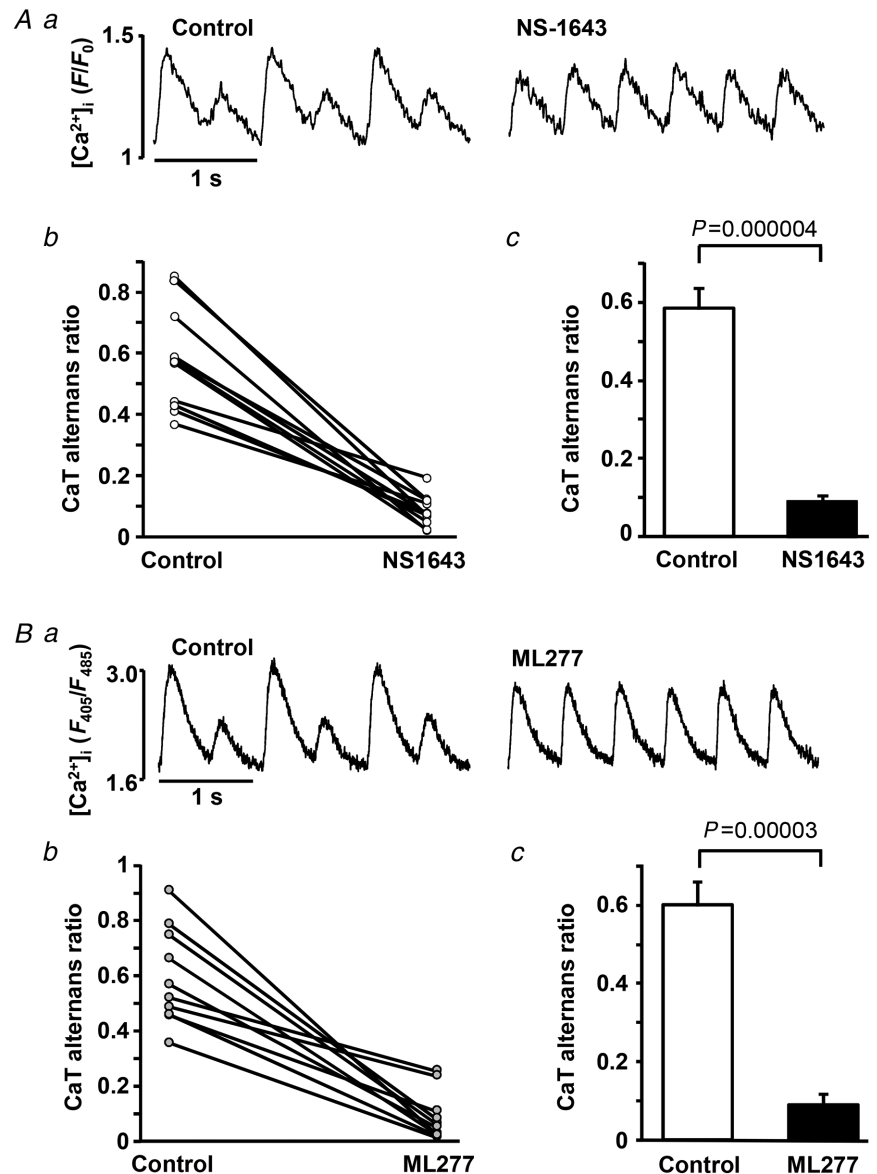 A a
Control
NS-1643
[Ca²⁺]ᵢ (F/F₀)
1.5
1
1 s
b
CaT alternans ratio
0.8
0.6
0.4
0.2
0
Control
NS1643
c
P=0.000004
CaT alternans ratio
0.6
0.4
0.2
0
Control
NS1643
B a
Control
ML277
[Ca²⁺]ᵢ (F₄₀₅/F₄₈₅)
3.0
1.6
1 s
b
CaT alternans ratio
1
0.8
0.6
0.4
0.2
0
Control
ML277
c
P=0.00003
CaT alternans ratio
0.6
0.4
0.2
0
Control
ML277